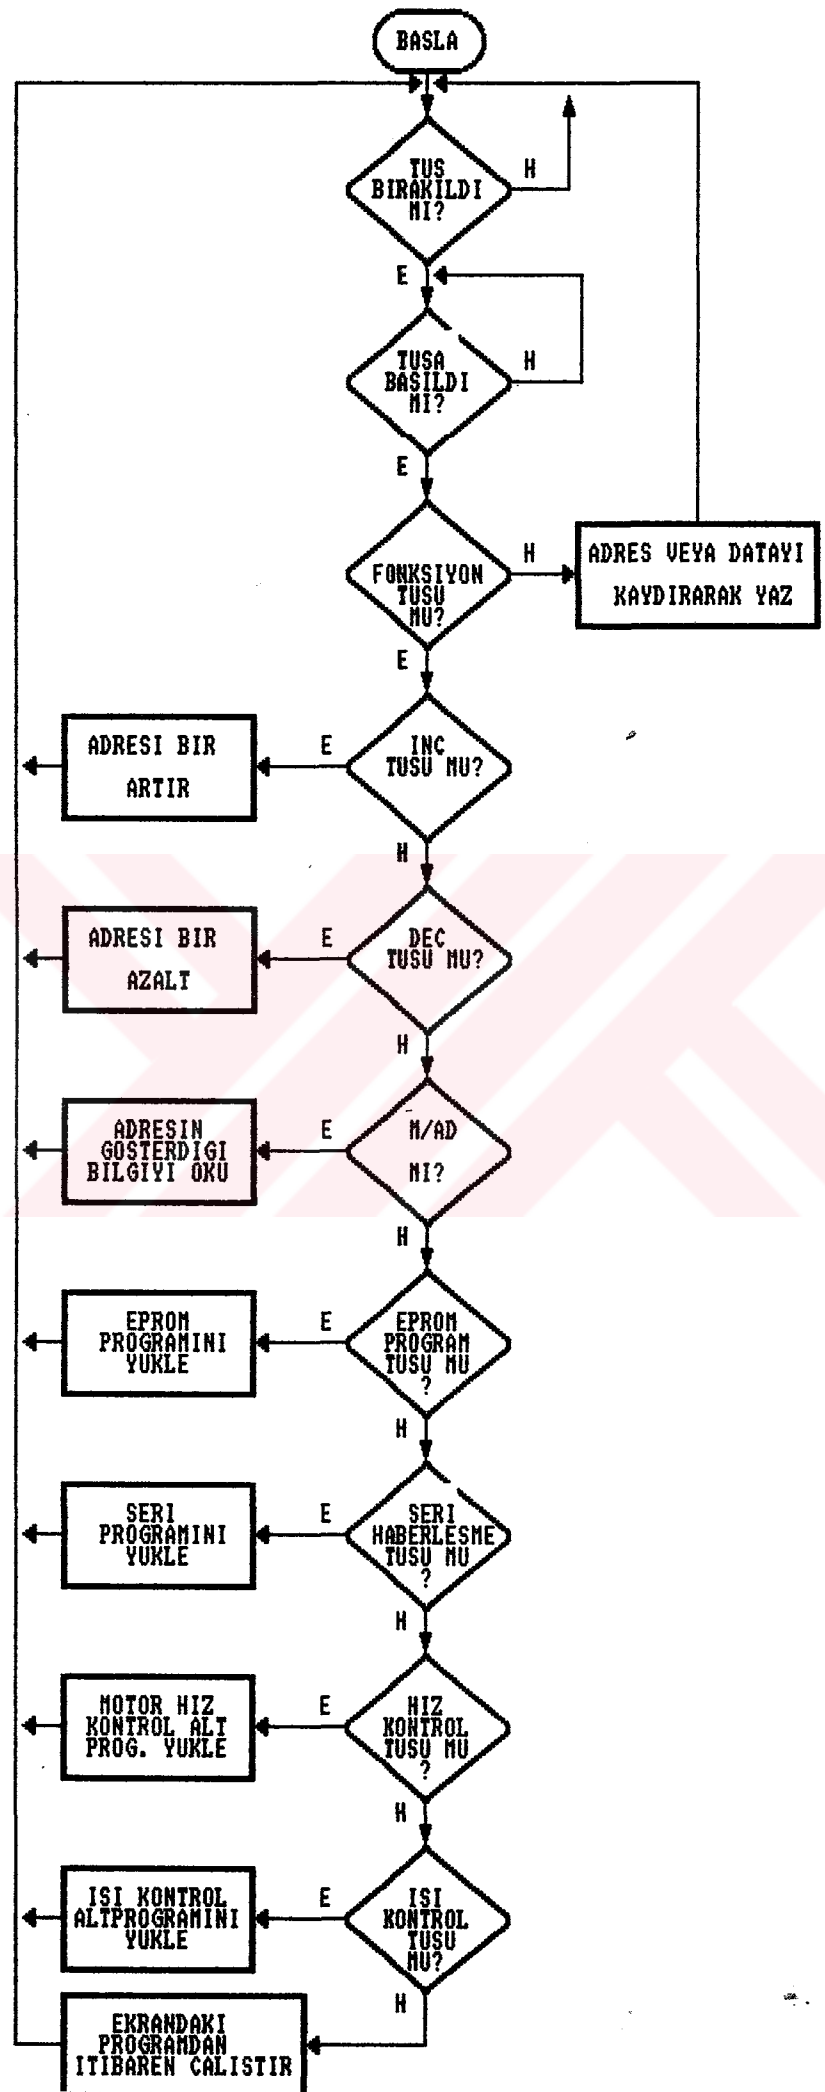 BASLA
TUS
BIRAKILDI
MI?
H
E
TUSA
BASILDI
MI?
H
E
FONKSIYON
TUSU
MU?
H
ADRES VEYA DATAYI
KAYDIRARAK YAZ
E
INC
TUSU MU?
E
ADRESI BIR
ARTIR
H
DEC
TUSU MU?
E
ADRESI BIR
AZALT
H
M/AD
MI?
E
ADRESIN
GOSTERDIGI
BILGIYI OKU
H
EPROM
PROGRAM
TUSU MU
?
E
EPROM
PROGRAMINI
YUKLE
H
SERI
HABERLESME
TUSU MU
?
E
SERI
PROGRAMINI
YUKLE
H
HIZ
KONTROL
TUSU MU
?
E
MOTOR HIZ
KONTROL ALT
PROG. YUKLE
H
ISI
KONTROL
TUSU
MU?
E
ISI KONTROL
ALTPROGRAMINI
YUKLE
H
EKRANDAKI
PROGRAMDAN
ITIBAREN CALISTIR